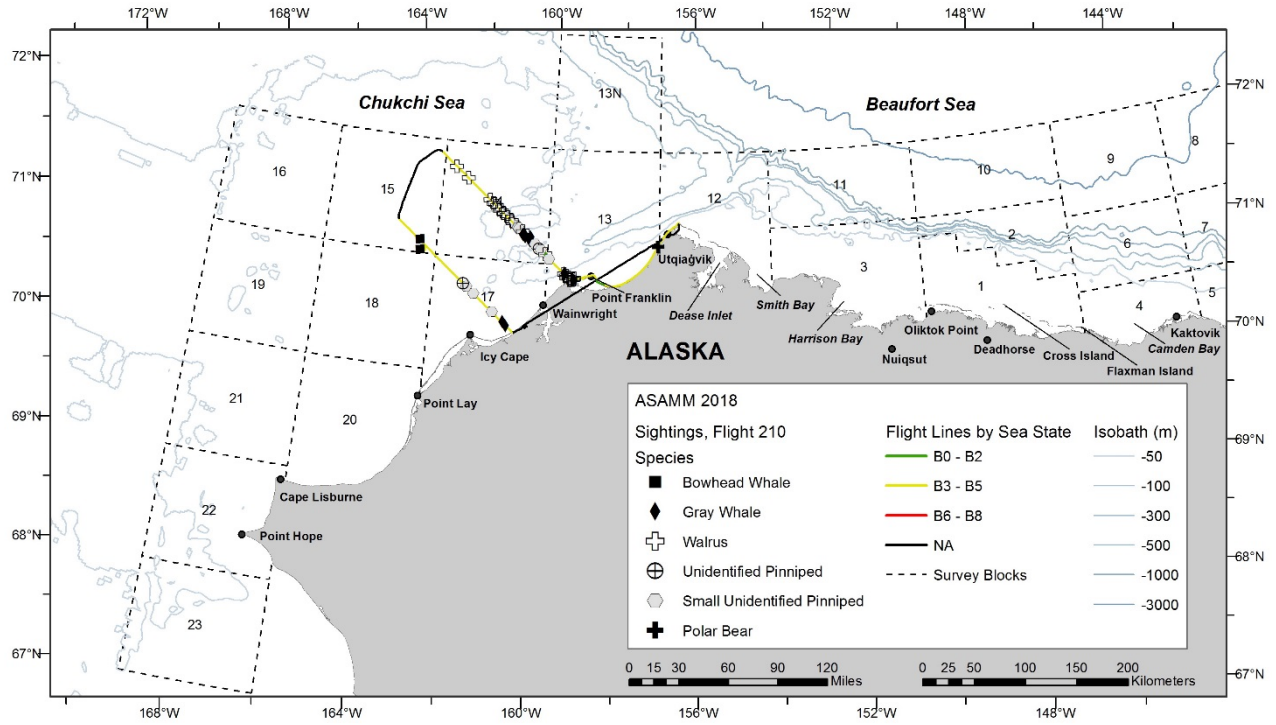 172°W 168°W 164°W 160°W 156°W 152°W 148°W 144°W
72°N 72°N
Chukchi Sea Beaufort Sea
13N
8
9
10
16
11
71°N 71°N
15
12
13
7
2
6
Utqiaġvik
3
19
18
17
1
5
4
70°N 70°N
Point Franklin
Wainwright
Dease Inlet
Smith Bay
Harrison Bay
Oliktok Point
Kaktovik
Nuiqsut
Deadhorse
Cross Island
Camden Bay
Flaxman Island
Icy Cape
ALASKA
Point Lay
21
20
69°N 69°N
Cape Lisburne
22
Point Hope
68°N 68°N
23
67°N 67°N
ASAMM 2018
Sightings, Flight 210
Species
Bowhead Whale
Gray Whale
Walrus
Unidentified Pinniped
Small Unidentified Pinniped
Polar Bear
Flight Lines by Sea State
B0 - B2
B3 - B5
B6 - B8
NA
Survey Blocks
Isobath (m)
-50
-100
-300
-500
-1000
-3000
0 15 30 60 90 120
Miles
0 25 50 100 150 200
Kilometers
168°W 164°W 160°W 156°W 152°W 148°W